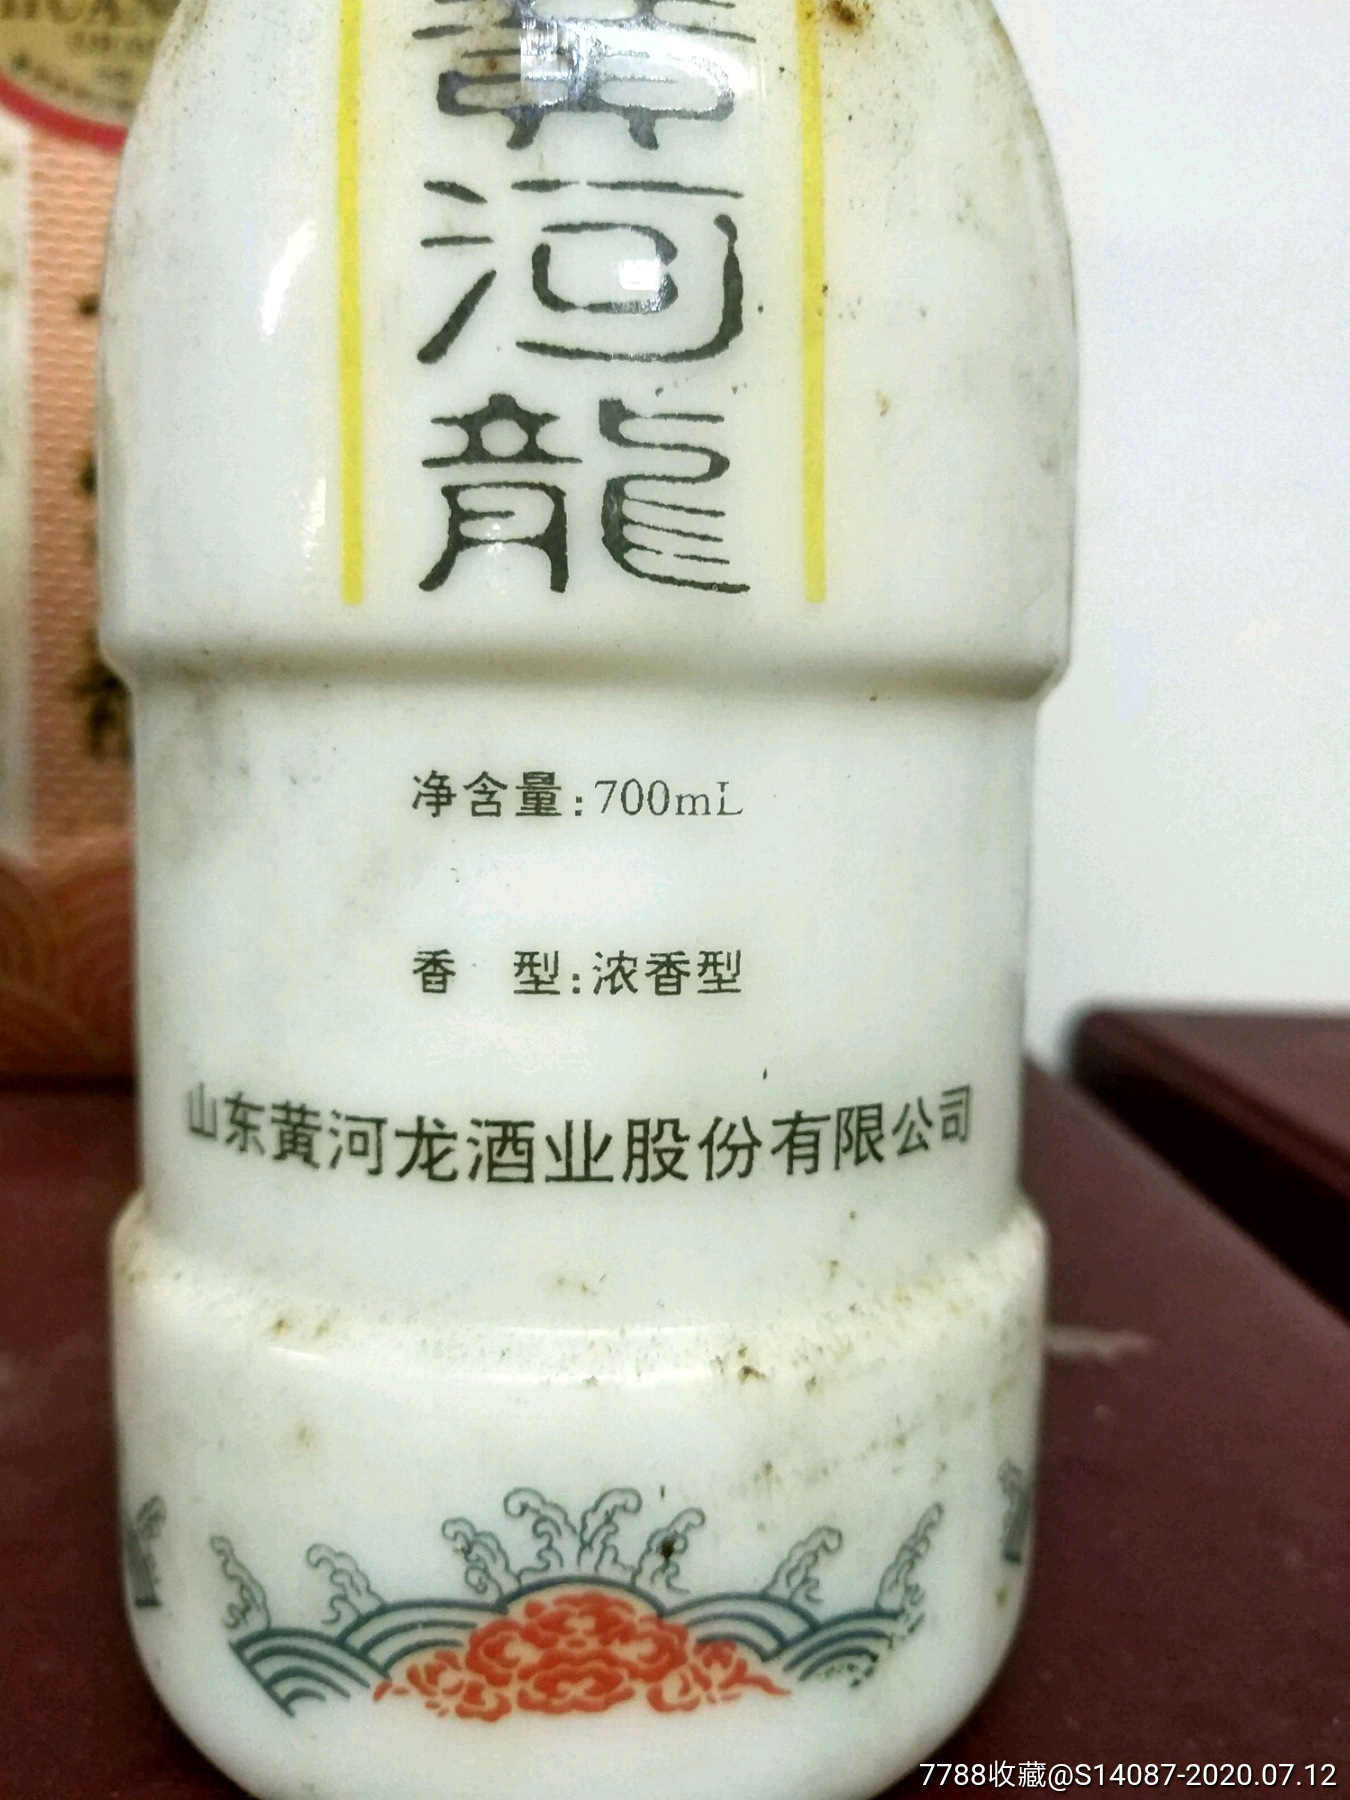 黄河龍
净含量:700mL
香 型:浓香型
山东黄河龙酒业股份有限公司
7788收藏@S14087-2020.07.12